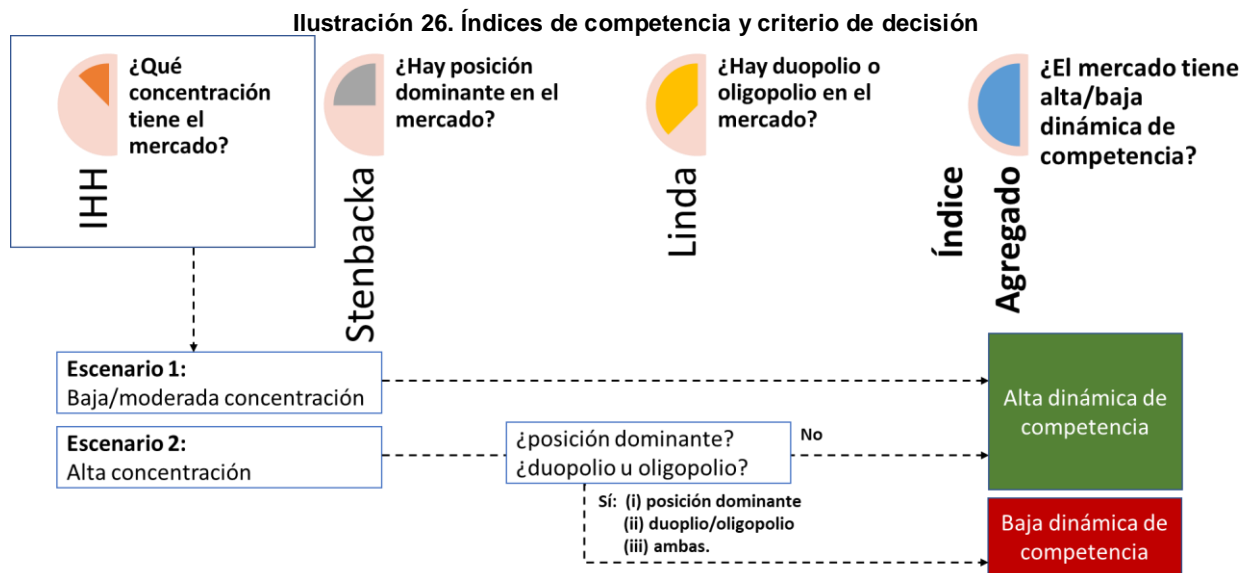 Ilustración 26. Índices de competencia y criterio de decisión
¿Qué
concentración
tiene el
mercado?
IHH
¿Hay posición
dominante en el
mercado?
Stenbacka
¿Hay duopolio o
oligopolio en el
mercado?
Linda
¿El mercado tiene
alta/baja
dinámica de
competencia?
Índice
Agregado
Escenario 1:
Baja/moderada concentración
Escenario 2:
Alta concentración
¿posición dominante?
¿duopolio u oligopolio?
No
Sí: (i) posición dominante
(ii) duoplio/oligopolio
(iii) ambas.
Alta dinámica de
competencia
Baja dinámica de
competencia